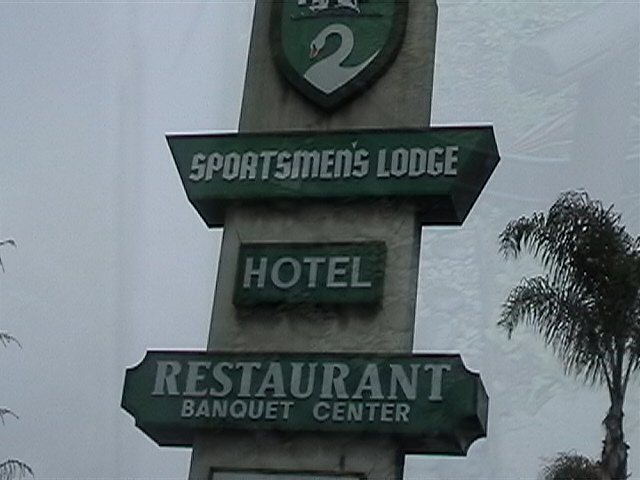 SPORTSMEN'S LODGE
HOTEL
RESTAURANT
BANQUET CENTER